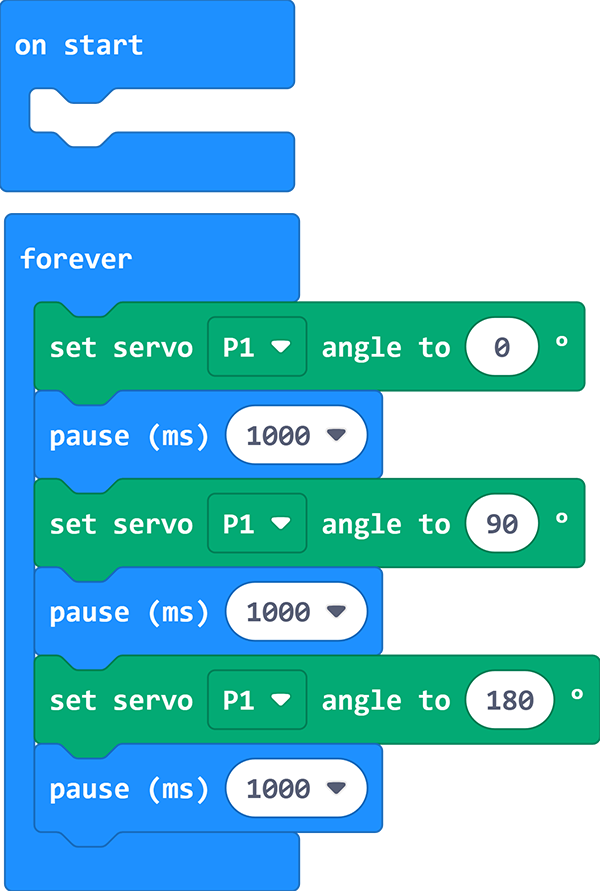 on start
forever
set servo P1 angle to 0 °
pause (ms) 1000
set servo P1 angle to 90 °
pause (ms) 1000
set servo P1 angle to 180 °
pause (ms) 1000